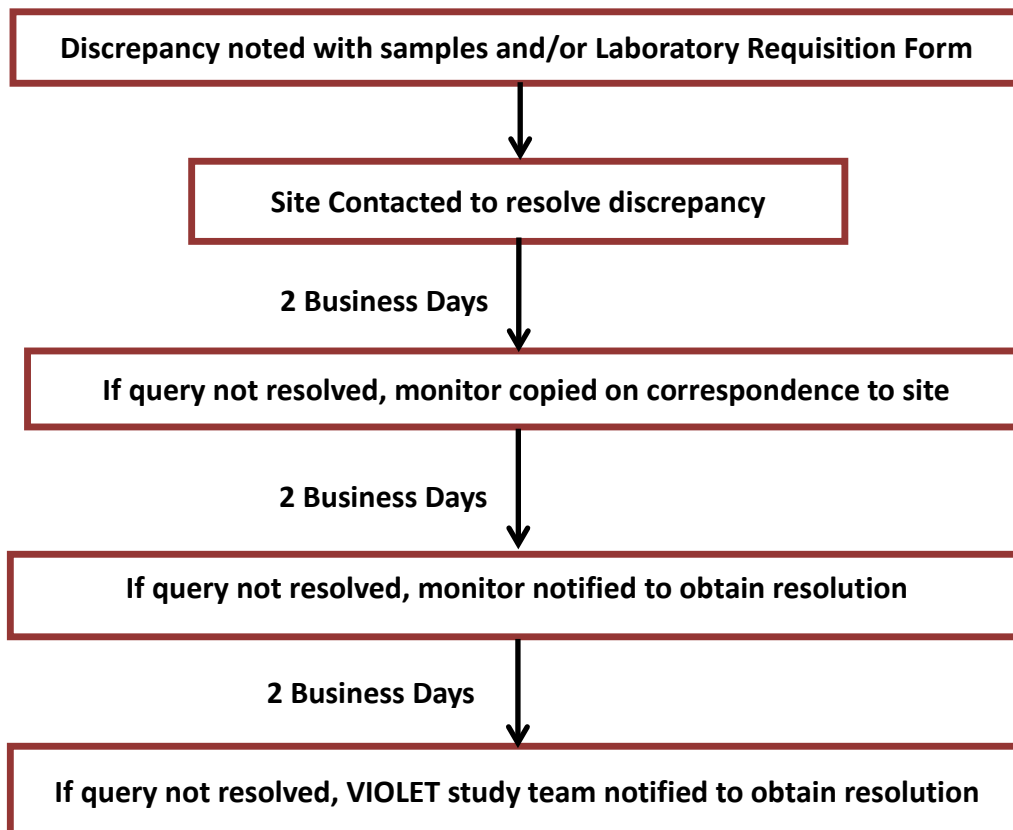 Discrepancy noted with samples and/or Laboratory Requisition Form
Site Contacted to resolve discrepancy
2 Business Days
If query not resolved, monitor copied on correspondence to site
2 Business Days
If query not resolved, monitor notified to obtain resolution
2 Business Days
If query not resolved, VIOLET study team notified to obtain resolution